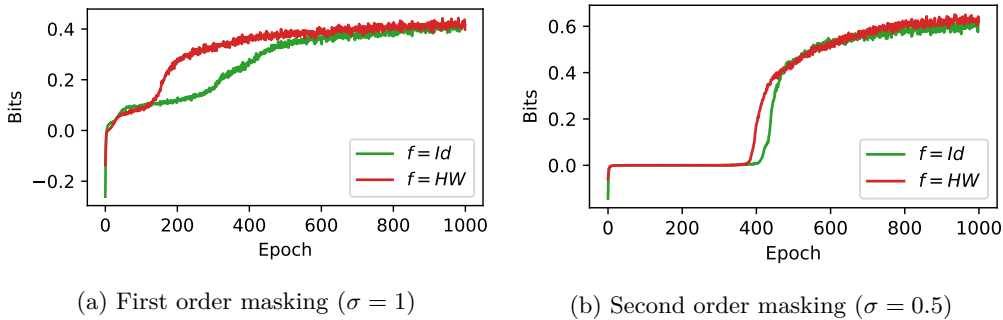 0.4
0.2
0.0
−0.2
Bits
f = Id
f = HW
0 200 400 600 800 1000
Epoch
(a) First order masking (σ = 1)
0.6
0.4
0.2
0.0
Bits
f = Id
f = HW
0 200 400 600 800 1000
Epoch
(b) Second order masking (σ = 0.5)